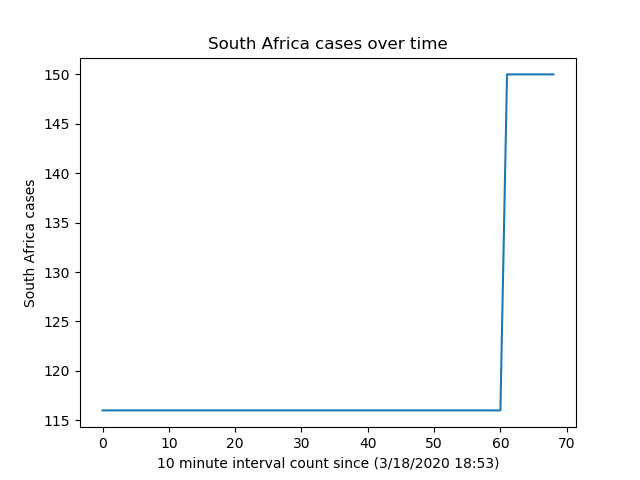 South Africa cases over time
150
145
140
135
130
125
120
115
South Africa cases
0 10 20 30 40 50 60 70
10 minute interval count since (3/18/2020 18:53)